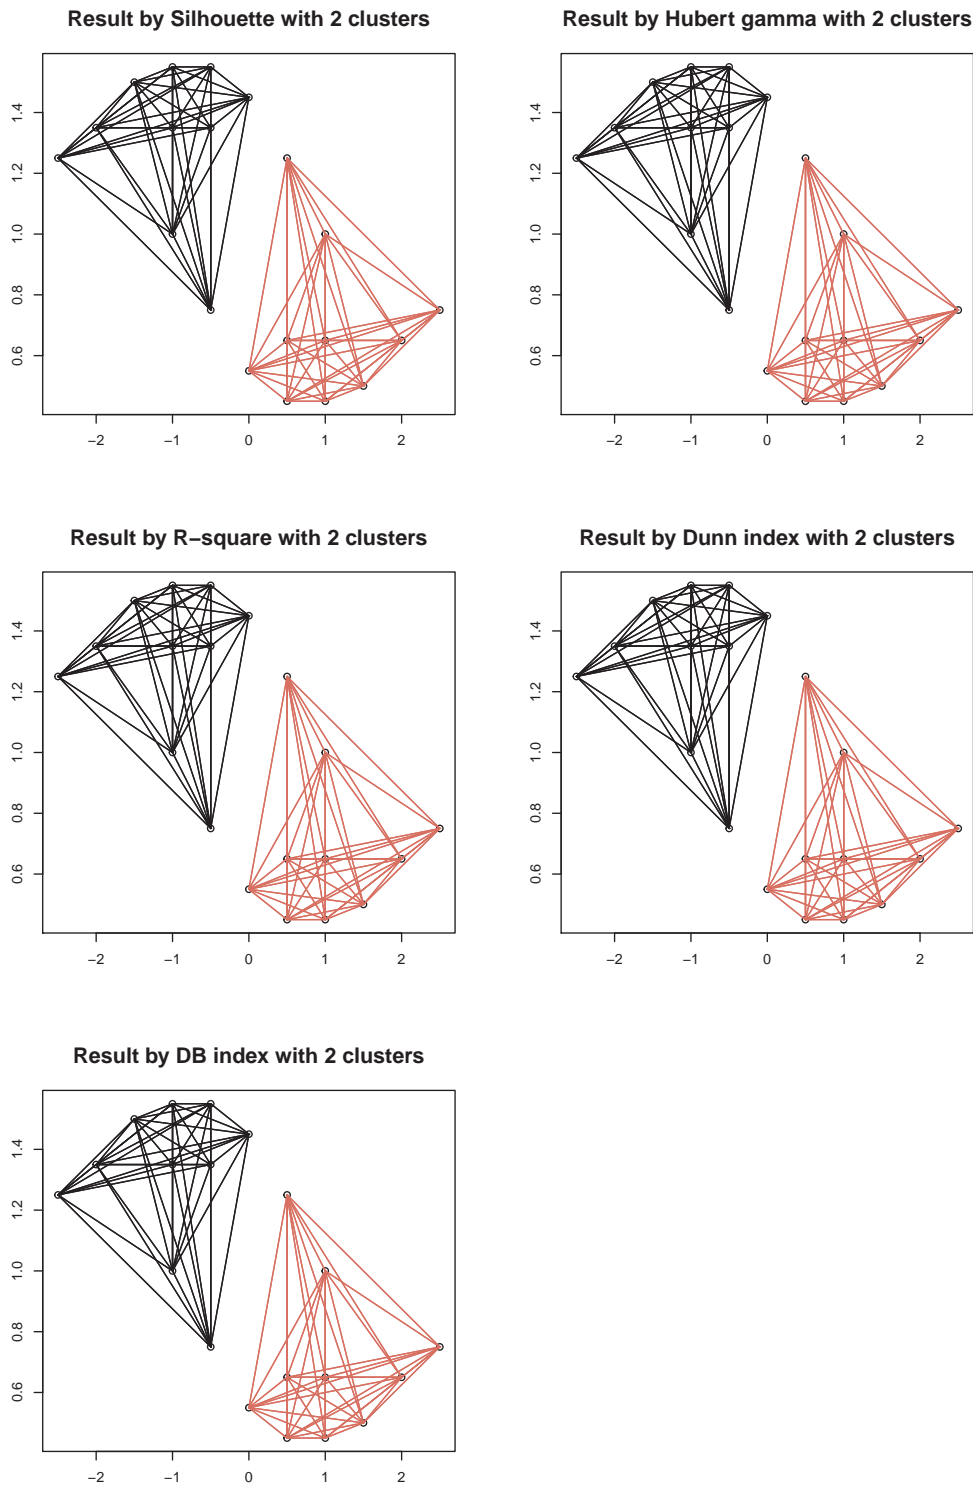 Result by Silhouette with 2 clusters
Result by Hubert gamma with 2 clusters
1.4
1.2
1.0
0.8
0.6
−2 −1 0 1 2
1.4
1.2
1.0
0.8
0.6
−2 −1 0 1 2
Result by R−square with 2 clusters
Result by Dunn index with 2 clusters
1.4
1.2
1.0
0.8
0.6
−2 −1 0 1 2
1.4
1.2
1.0
0.8
0.6
−2 −1 0 1 2
Result by DB index with 2 clusters
1.4
1.2
1.0
0.8
0.6
−2 −1 0 1 2